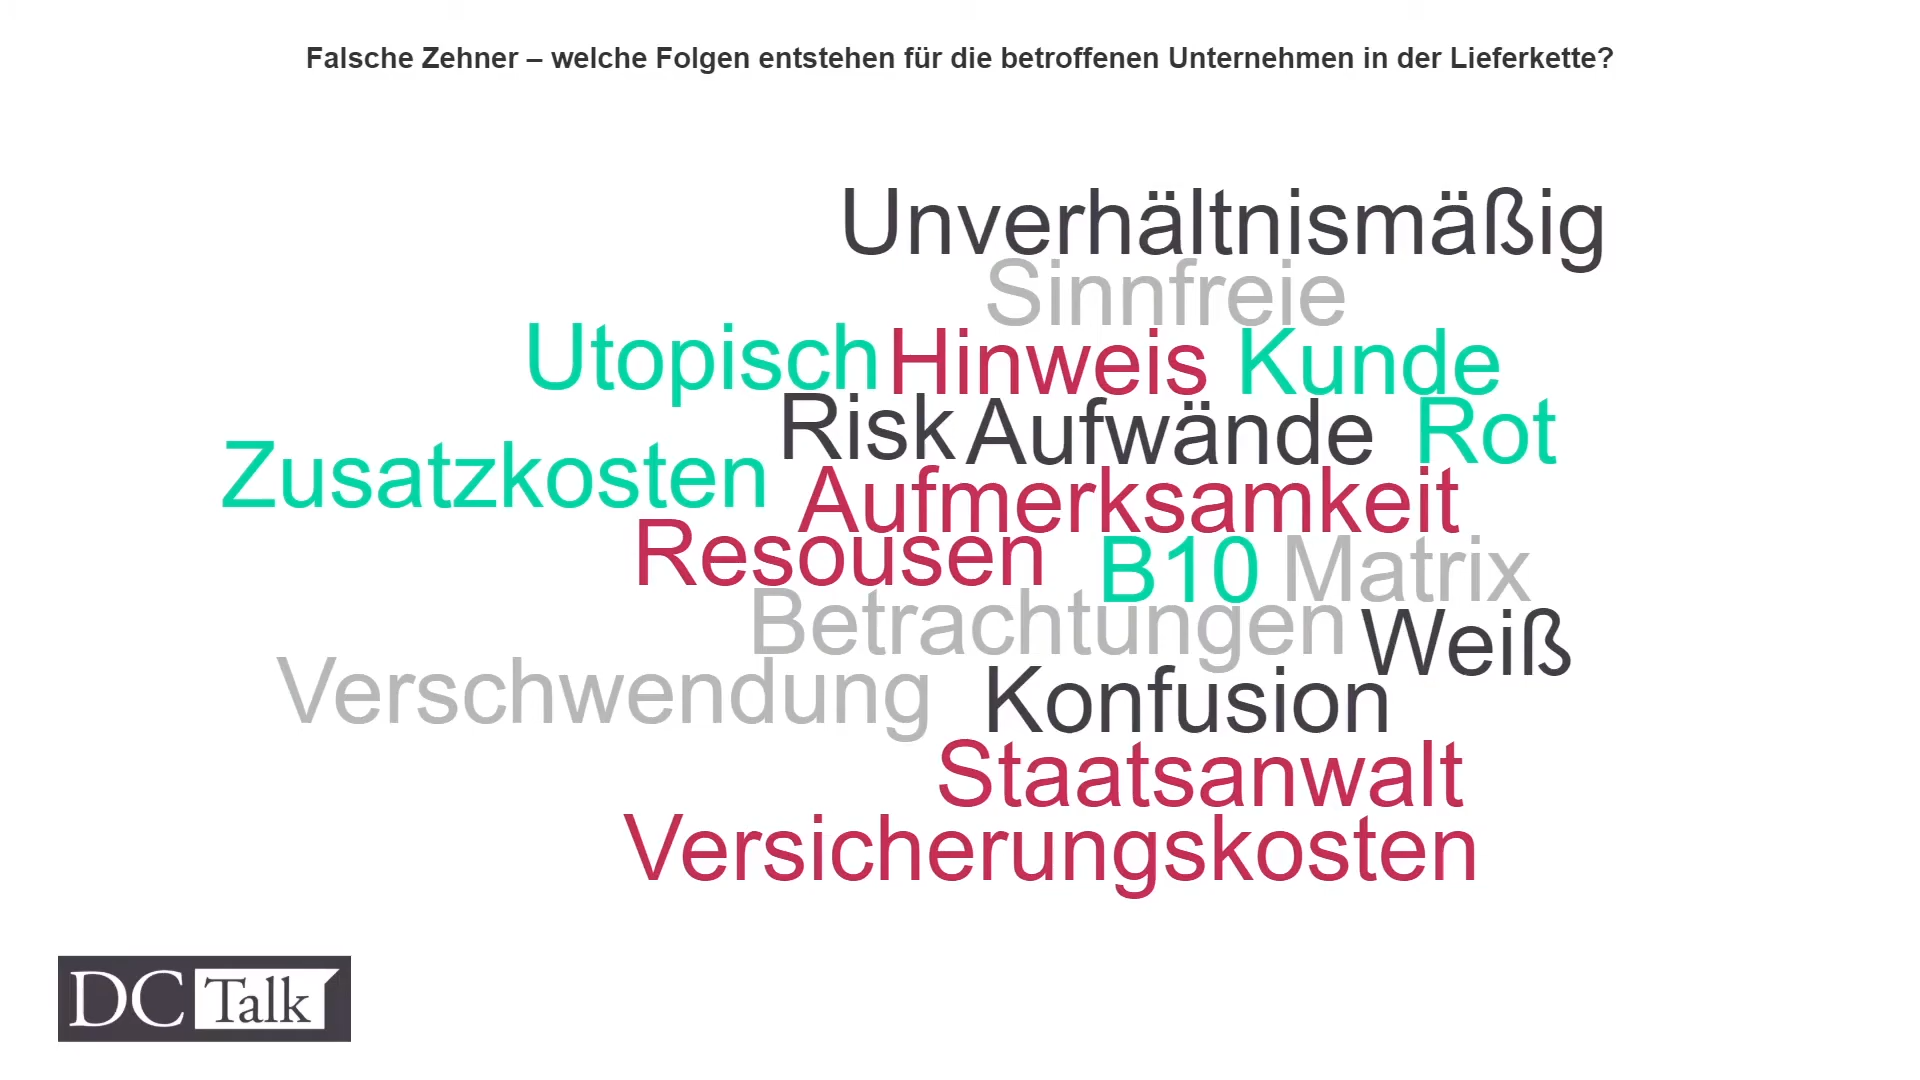 Falsche Zehner – welche Folgen entstehen für die betroffenen Unternehmen in der Lieferkette?
Unverhältnismäßig
Sinnfreie
Utopisch Hinweis Kunde
Risk Aufwände Rot
Zusatzkosten Aufmerksamkeit
Resousen B10 Matrix
Betrachtungen Weiß
Verschwendung Konfusion
Staatsanwalt
Versicherungskosten
DC Talk